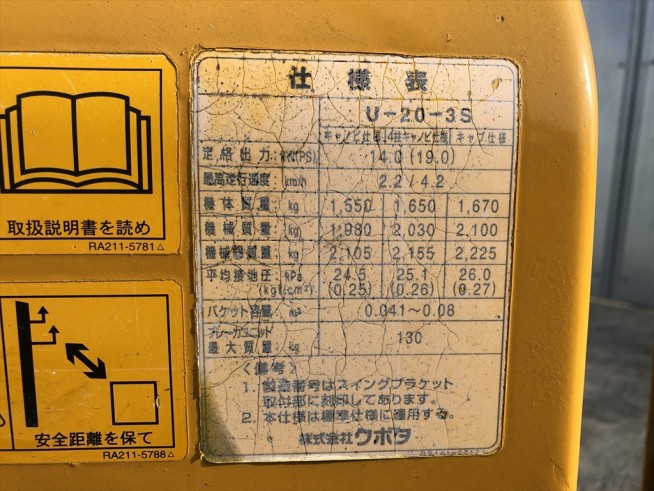 取扱説明書を読め
RA211-5781△
安全距離を保て
RA211-5788△
仕様表
U-20-3S
キャノピ仕様 4柱キャノピ仕様 キャブ仕様
定格出力 kW(PS) 14.0 (19.0)
最高走行速度 km/h 2.2/4.2
機体質量 kg 1,550 1,650 1,670
機械質量 kg 1,980 2,030 2,100
機械総質量 kg 2,105 2,155 2,225
平均接地圧 kPa 24.5 25.1 26.0
(kgf/cm²) (0.25) (0.26) (0.27)
バケット容量 m³ 0.041～0.08
ブレーカユニット
最大質量 kg 130
〈備考〉
1. 製造番号はスイングブラケット
取付部に刻印してあります。
2. 本仕様は標準仕様に適用する。
株式会社クボタ